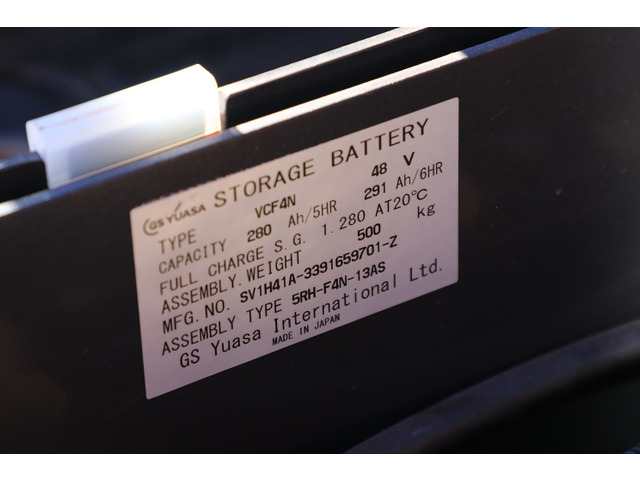 GS YUASA STORAGE BATTERY
TYPE VCF4N 48 V
CAPACITY 280 Ah/5HR 291 Ah/6HR
FULL CHARGE S.G. 1.280 AT20℃
ASSEMBLY.WEIGHT 500 kg
MFG.NO. SV1H41A-3391659701-Z
ASSEMBLY TYPE 5RH-F4N-13AS
GS Yuasa International Ltd.
MADE IN JAPAN